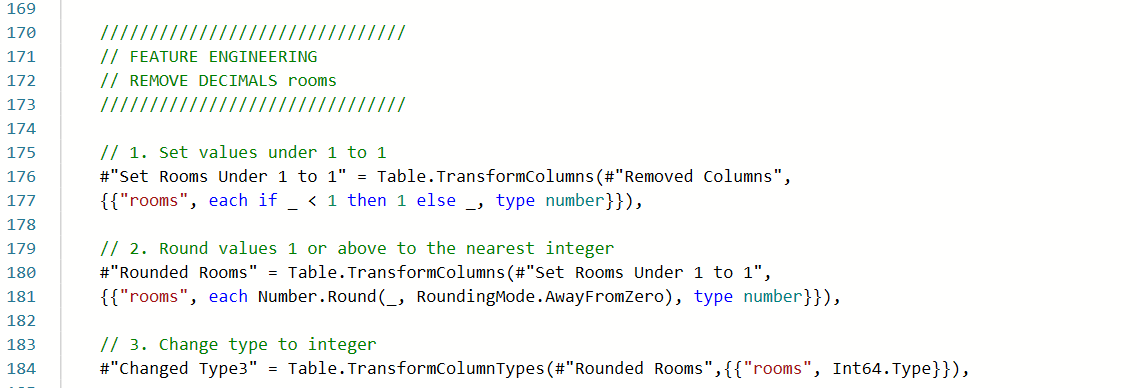 169
170 ///////////////////////////////
171 // FEATURE ENGINEERING
172 // REMOVE DECIMALS rooms
173 ///////////////////////////////
174
175 // 1. Set values under 1 to 1
176 #"Set Rooms Under 1 to 1" = Table.TransformColumns(#"Removed Columns",
177 {{"rooms", each if _ < 1 then 1 else _, type number}}),
178
179 // 2. Round values 1 or above to the nearest integer
180 #"Rounded Rooms" = Table.TransformColumns(#"Set Rooms Under 1 to 1",
181 {{"rooms", each Number.Round(_, RoundingMode.AwayFromZero), type number}}),
182
183 // 3. Change type to integer
184 #"Changed Type3" = Table.TransformColumnTypes(#"Rounded Rooms",{{"rooms", Int64.Type}}),